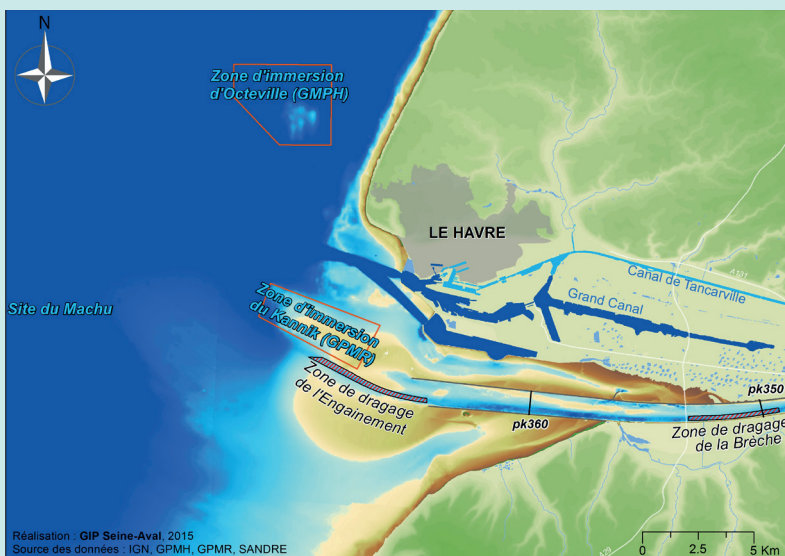 N
Zone d'immersion
d'Octeville (GMPH)
LE HAVRE
A131
Canal de Tancarville
Grand Canal
Site du Machu
Zone d'immersion
du Kannik (GPMR)
Zone de dragage
de l'Engainement
pk360
pk350
Zone de dragage
de la Brèche
A29
Réalisation : GIP Seine-Aval, 2015
Source des données : IGN, GPMH, GPMR, SANDRE
0 2.5 5 Km